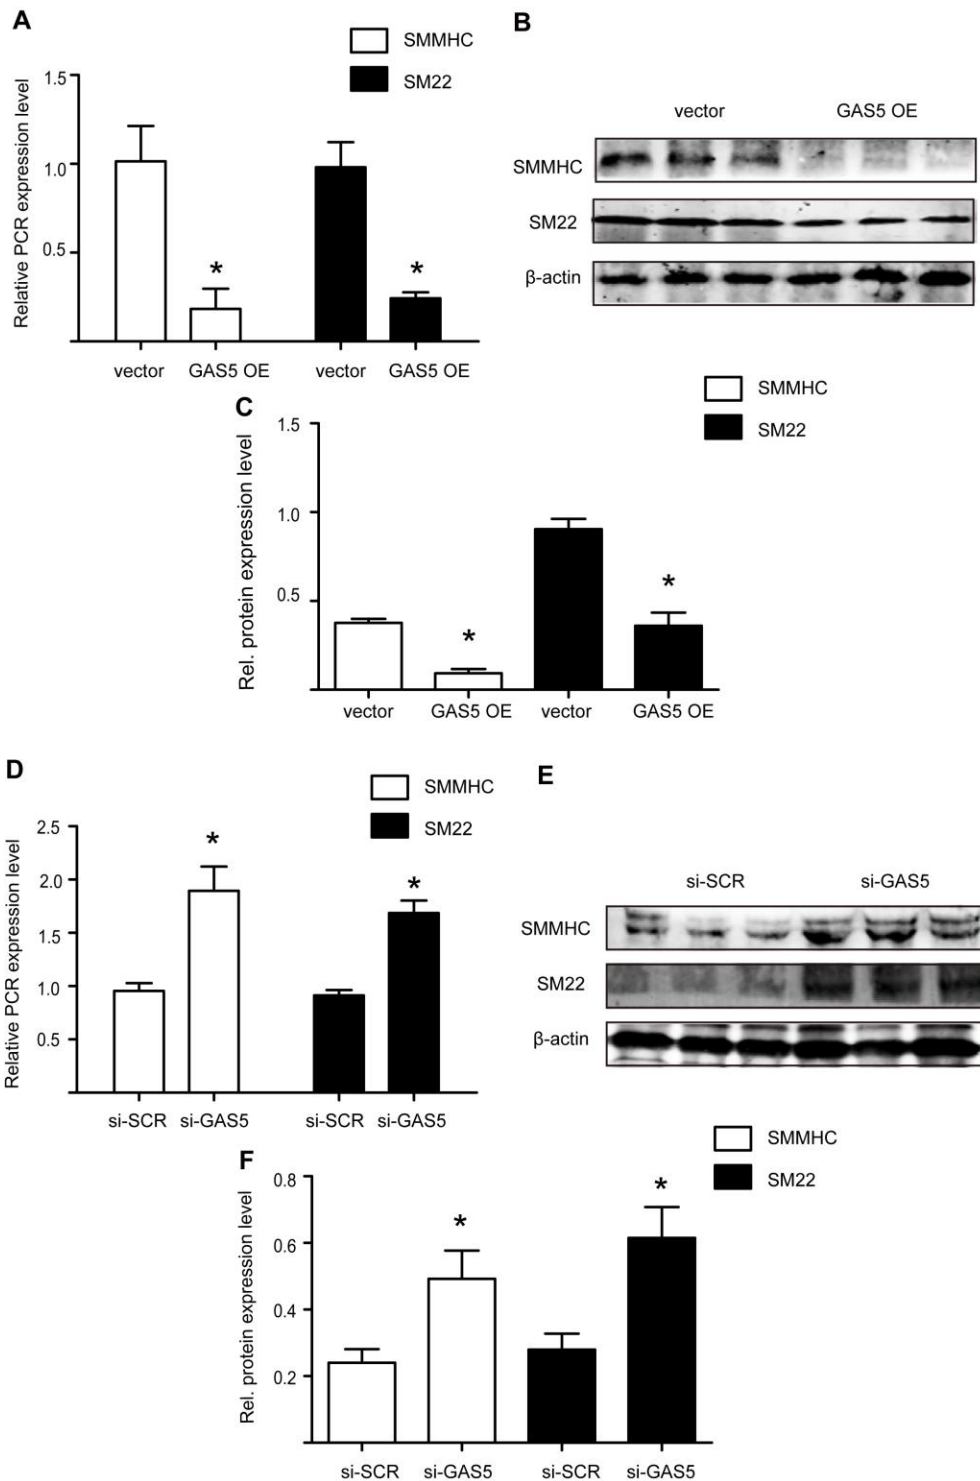 A
SMMHC
SM22
Relative PCR expression level
1.5
1.0
0.5
*
*
vector
GAS5 OE
vector
GAS5 OE
B
vector
GAS5 OE
SMMHC
SM22
β-actin
C
SMMHC
SM22
Rel. protein expression level
1.5
1.0
0.5
*
*
vector
GAS5 OE
vector
GAS5 OE
D
SMMHC
SM22
Relative PCR expression level
2.5
2.0
1.5
1.0
0.5
*
*
si-SCR
si-GAS5
si-SCR
si-GAS5
E
si-SCR
si-GAS5
SMMHC
SM22
β-actin
F
SMMHC
SM22
Rel. protein expression level
0.8
0.6
0.4
0.2
*
*
si-SCR
si-GAS5
si-SCR
si-GAS5